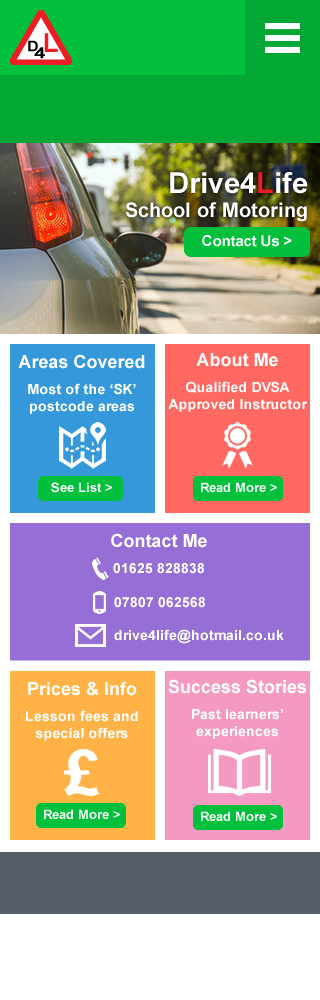 D4L
Drive4Life
School of Motoring
Contact Us >
Areas Covered
Most of the ‘SK’
postcode areas
See List >
About Me
Qualified DVSA
Approved Instructor
Read More >
Contact Me
01625 828838
07807 062568
drive4life@hotmail.co.uk
Prices & Info
Lesson fees and
special offers
£
Read More >
Success Stories
Past learners’
experiences
Read More >